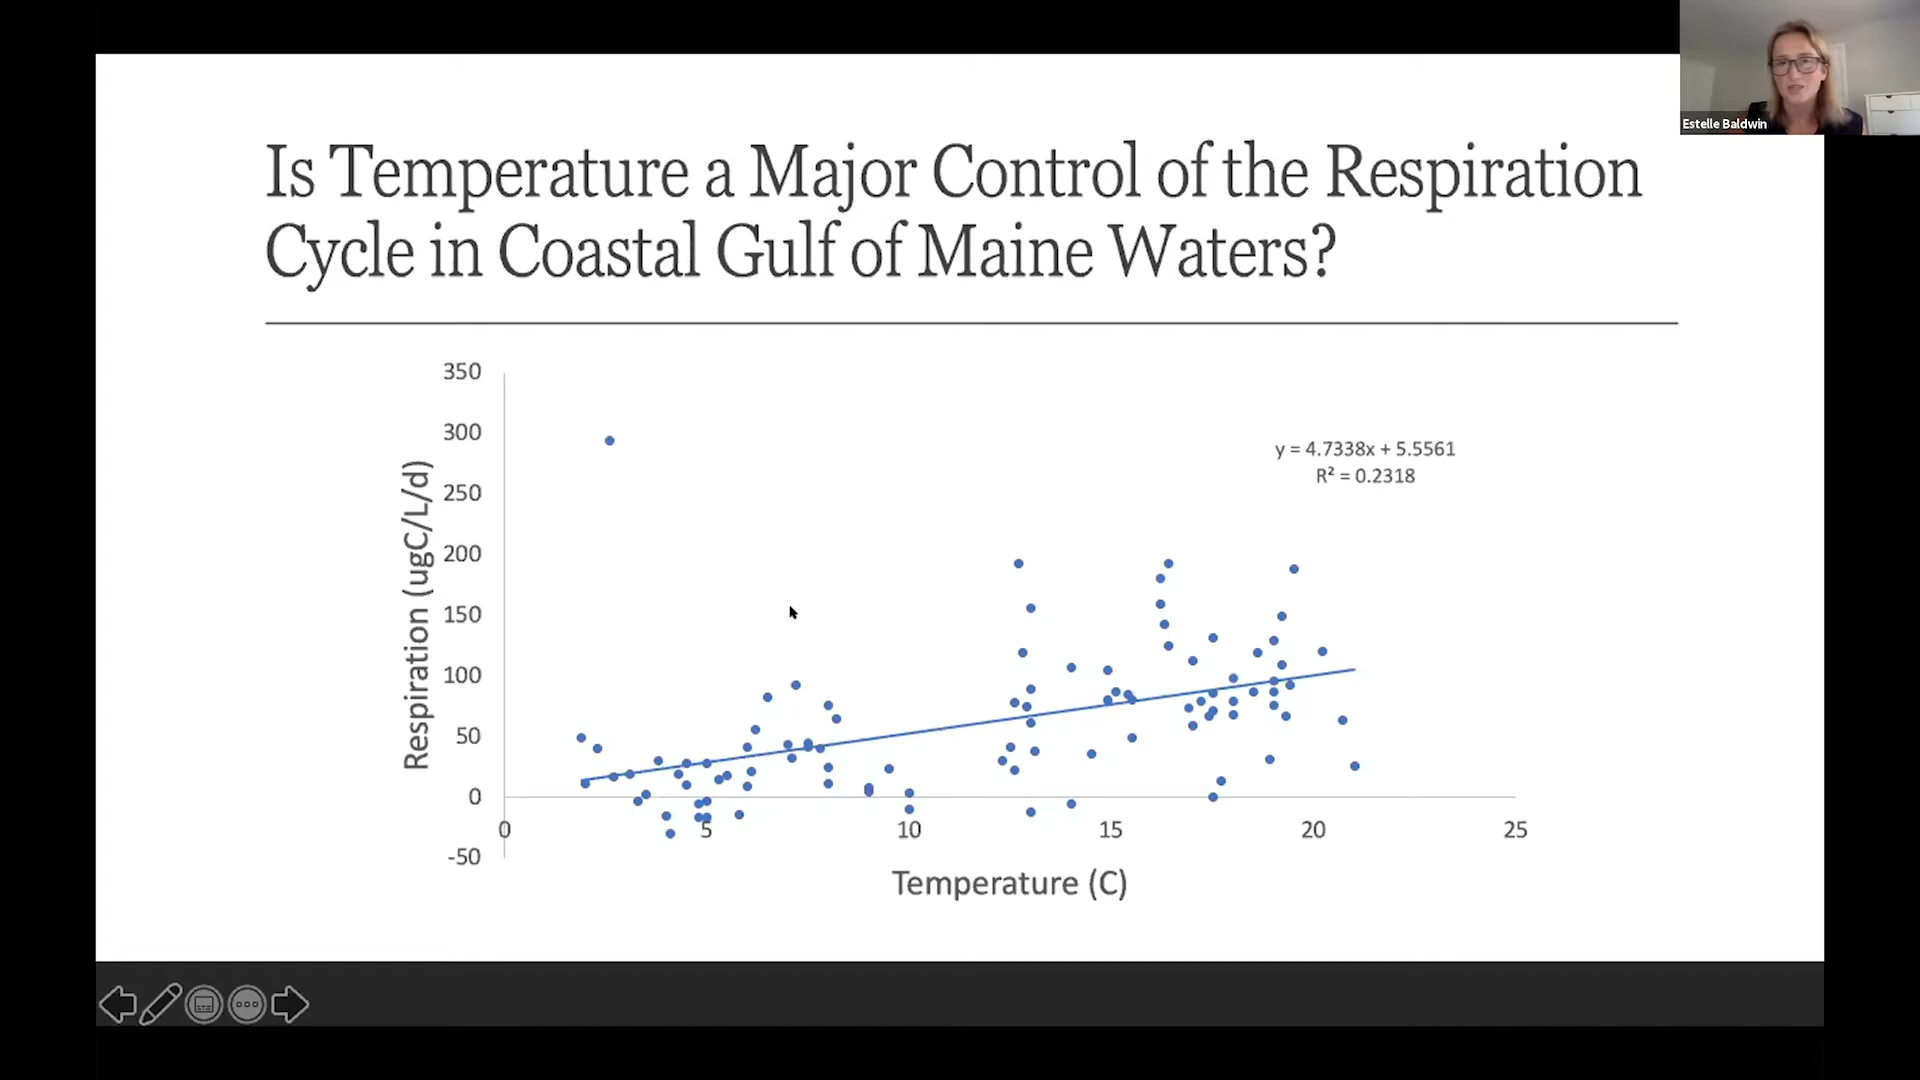 Estelle Baldwin
Is Temperature a Major Control of the Respiration
Cycle in Coastal Gulf of Maine Waters?
350
300
250
200
150
100
50
0
-50
Respiration (ugC/L/d)
y = 4.7338x + 5.5561
R² = 0.2318
0 5 10 15 20 25
Temperature (C)